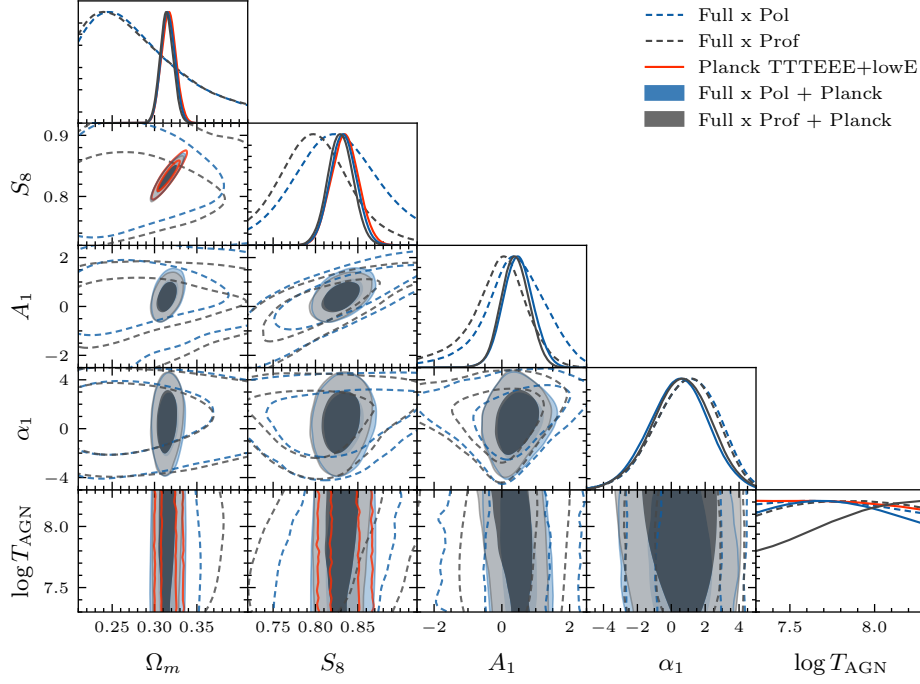 Full x Pol
Full x Prof
Planck TTTEEE+lowE
Full x Pol + Planck
Full x Prof + Planck
0.9
0.8
S₈
2
0
−2
A₁
4
0
−4
α₁
8.0
7.5
log T_AGN
0.25 0.30 0.35
0.75 0.80 0.85
−2 0 2
−4 −2 0 2 4
7.5 8.0
Ω_m
S₈
A₁
α₁
log T_AGN